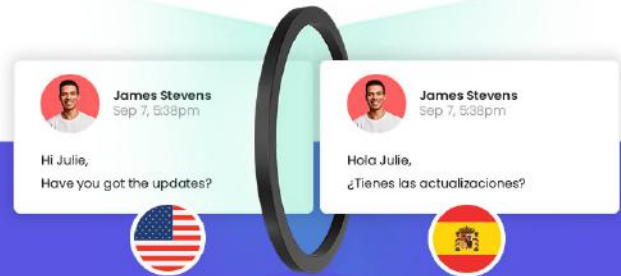 James Stevens
Sep 7, 5:38pm
Hi Julie,
Have you got the updates?
James Stevens
Sep 7, 5:38pm
Hola Julie,
¿Tienes las actualizaciones?